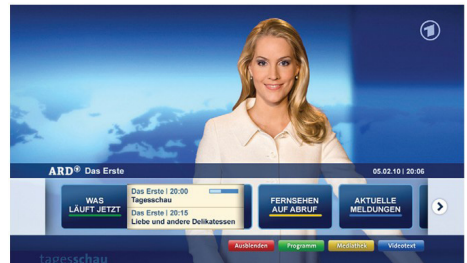 1
ARD® Das Erste
05.02.10 | 20:06
WAS
LÄUFT JETZT
Das Erste | 20:00
Tagesschau
Das Erste | 20:15
Liebe und andere Delikatessen
FERNSEHEN
AUF ABRUF
AKTUELLE
MELDUNGEN
Ausblenden
Programm
Mediathek
Videotext
tagesschau